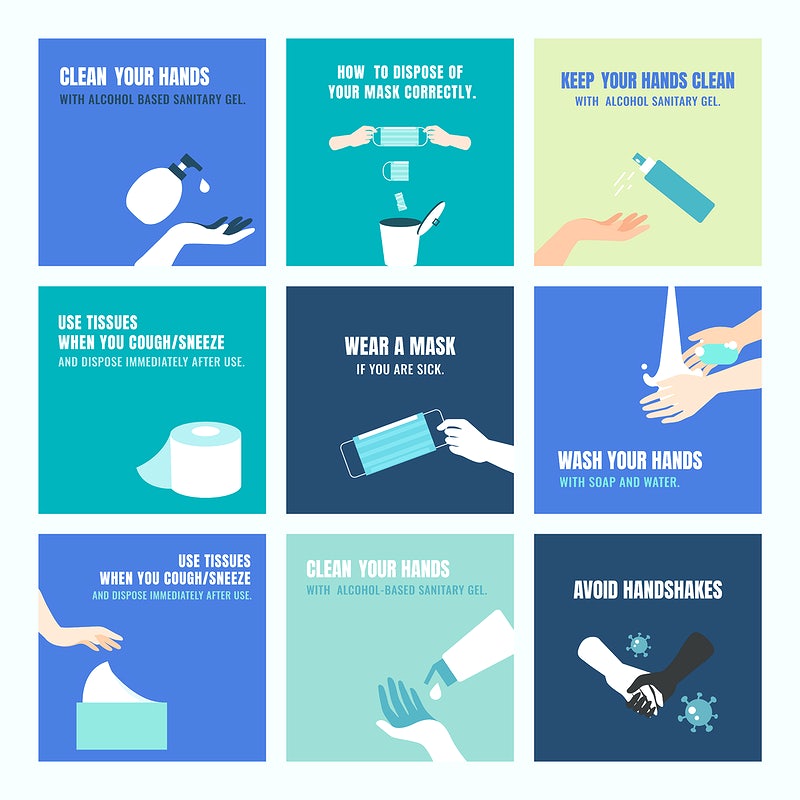 CLEAN YOUR HANDS
WITH ALCOHOL BASED SANITARY GEL.
HOW TO DISPOSE OF
YOUR MASK CORRECTLY.
KEEP YOUR HANDS CLEAN
WITH ALCOHOL SANITARY GEL.
USE TISSUES
WHEN YOU COUGH/SNEEZE
AND DISPOSE IMMEDIATELY AFTER USE.
WEAR A MASK
IF YOU ARE SICK.
WASH YOUR HANDS
WITH SOAP AND WATER.
USE TISSUES
WHEN YOU COUGH/SNEEZE
AND DISPOSE IMMEDIATELY AFTER USE.
CLEAN YOUR HANDS
WITH ALCOHOL-BASED SANITARY GEL.
AVOID HANDSHAKES